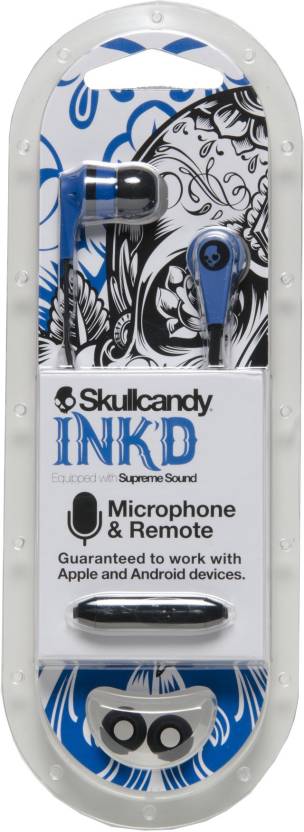 Skullcandy
INK'D
Equipped with Supreme Sound
Microphone
& Remote
Guaranteed to work with
Apple and Android devices.